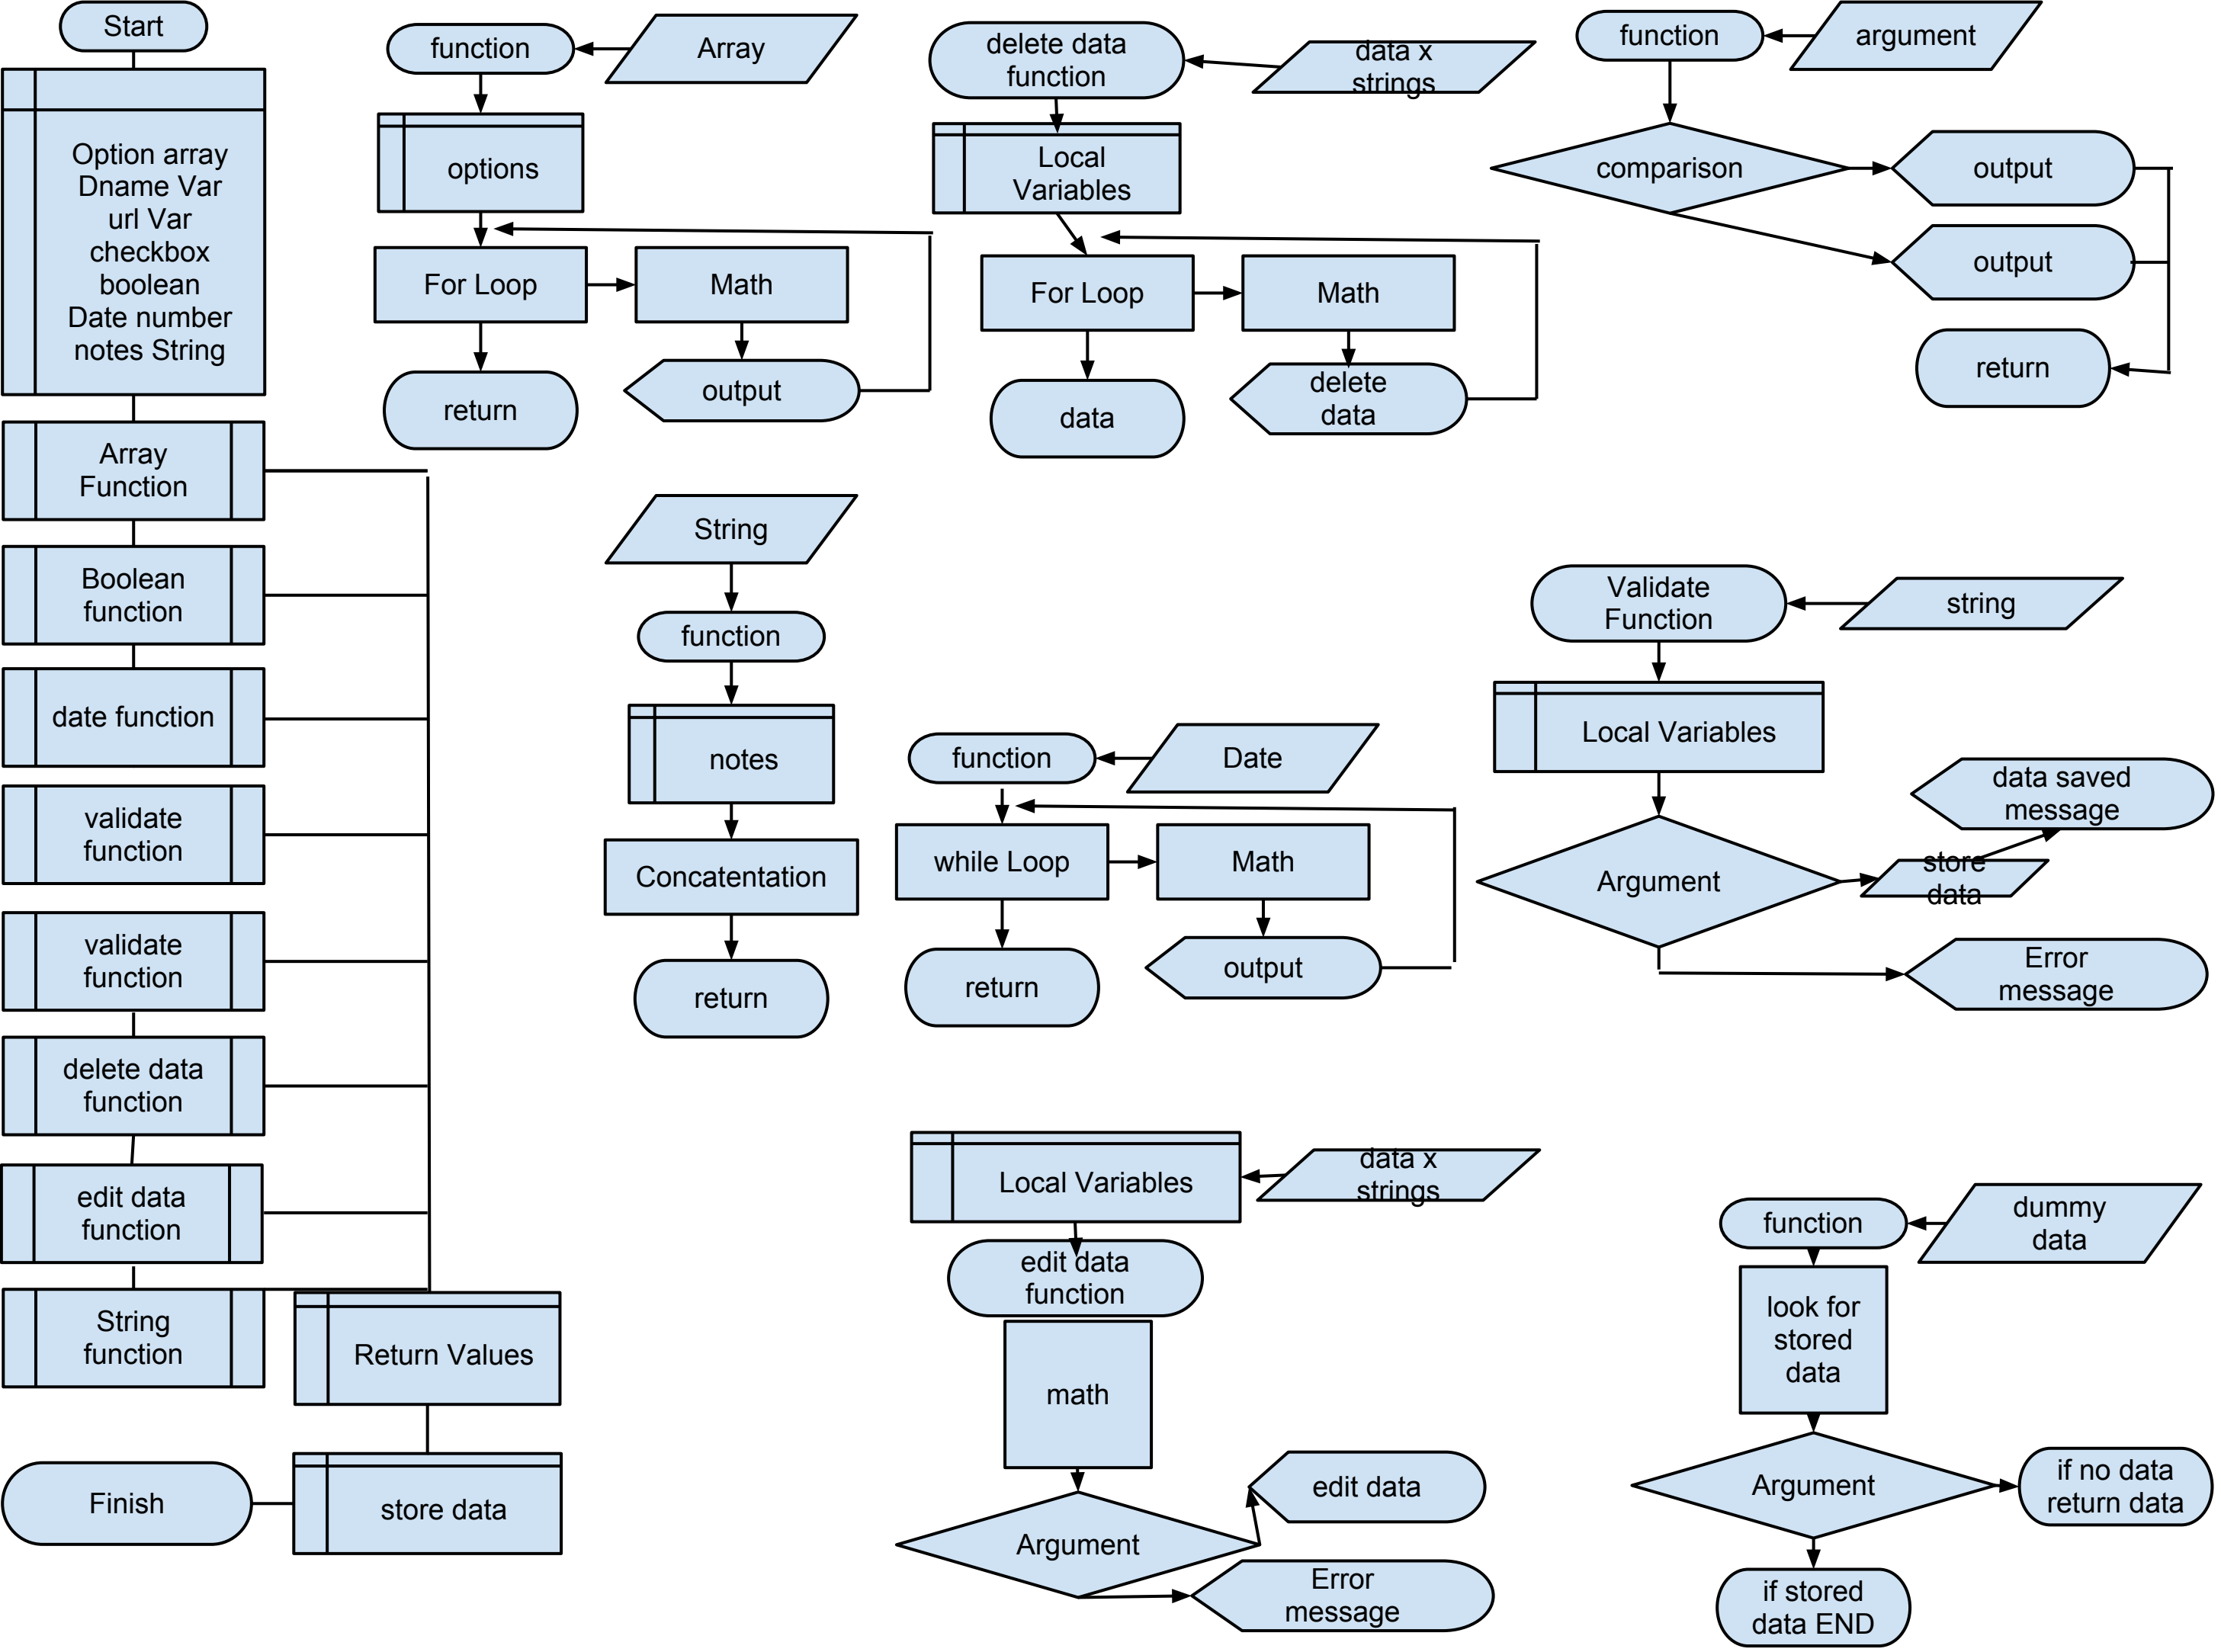 Start
Option array
Dname Var
url Var
checkbox
boolean
Date number
notes String
Array
Function
Boolean
function
date function
validate
function
validate
function
delete data
function
edit data
function
String
function
Return Values
store data
Finish
function
Array
options
For Loop
Math
output
return
delete data
function
data x
strings
Local
Variables
For Loop
Math
delete
data
data
function
argument
comparison
output
output
return
String
function
notes
Concatentation
return
function
Date
while Loop
Math
output
return
Validate
Function
string
Local Variables
data saved
message
Argument
store
data
Error
message
Local Variables
data x
strings
edit data
function
math
edit data
Argument
Error
message
function
dummy
data
look for
stored
data
Argument
if no data
return data
if stored
data END